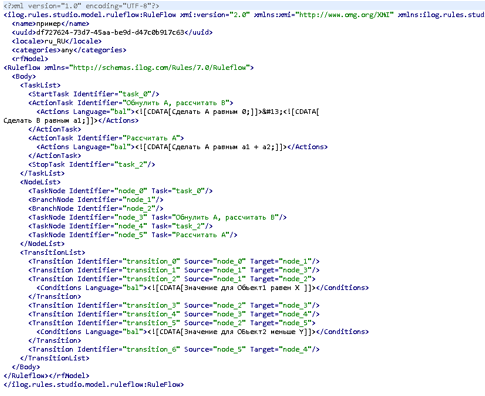 <?xml version="1.0" encoding="UTF-8"?>
<ilog.rules.studio.model.ruleflow:RuleFlow xmi:version="2.0" xmlns:xmi="http://www.omg.org/XMI" xmlns:ilog.rules.stud
<name>пример</name>
<uuid>df727624-73d7-45aa-be9d-d47c0b917c63</uuid>
<locale>ru_RU</locale>
<categories>any</categories>
<rfModel>
<Ruleflow xmlns="http://schemas.ilog.com/Rules/7.0/Ruleflow">
<Body>
<TaskList>
<StartTask Identifier="task_0"/>
<ActionTask Identifier="Обнулить А, рассчитать В">
<Actions Language="bal"><![CDATA[Сделать А равным 0;]]>&#13;<![CDATA[
Сделать В равным а1;]]></Actions>
</ActionTask>
<ActionTask Identifier="Рассчитать А">
<Actions Language="bal"><![CDATA[Сделать А равным а1 + а2;]]></Actions>
</ActionTask>
<StopTask Identifier="task_2"/>
</TaskList>
<NodeList>
<TaskNode Identifier="node_0" Task="task_0"/>
<BranchNode Identifier="node_1"/>
<BranchNode Identifier="node_2"/>
<TaskNode Identifier="node_3" Task="Обнулить А, рассчитать В"/>
<TaskNode Identifier="node_4" Task="task_2"/>
<TaskNode Identifier="node_5" Task="Рассчитать А"/>
</NodeList>
<TransitionList>
<Transition Identifier="transition_0" Source="node_0" Target="node_1"/>
<Transition Identifier="transition_1" Source="node_1" Target="node_3"/>
<Transition Identifier="transition_2" Source="node_1" Target="node_2">
<Conditions Language="bal"><![CDATA[Значение для Объект1 равен X ]]></Conditions>
</Transition>
<Transition Identifier="transition_3" Source="node_2" Target="node_4"/>
<Transition Identifier="transition_4" Source="node_3" Target="node_4"/>
<Transition Identifier="transition_5" Source="node_2" Target="node_5">
<Conditions Language="bal"><![CDATA[Значение для Объект2 меньше Y]]></Conditions>
</Transition>
<Transition Identifier="transition_6" Source="node_5" Target="node_4"/>
</TransitionList>
</Body>
</Ruleflow></rfModel>
</ilog.rules.studio.model.ruleflow:RuleFlow>